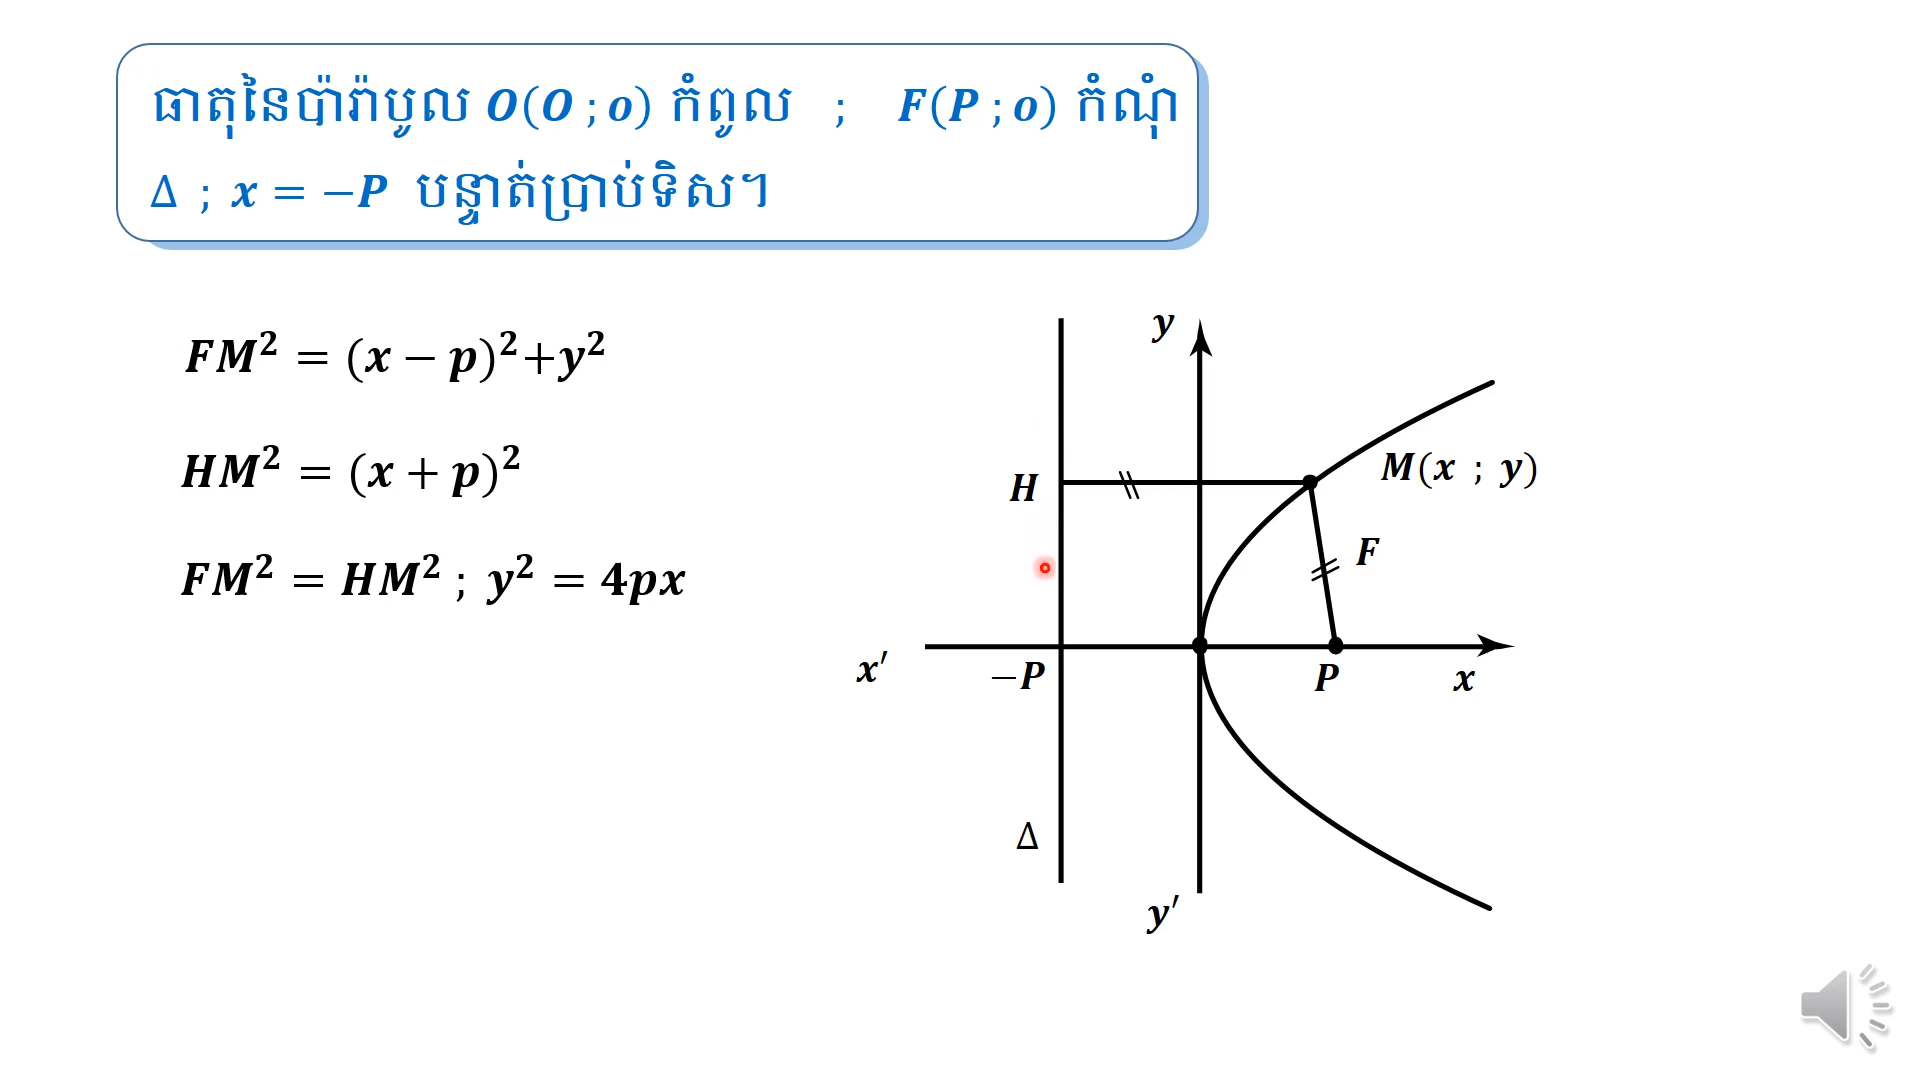 ធាតុនៃប៉ារ៉ាបូល O(O ; o) កំពូល ; F(P ; o) កំណុំ
Δ ; x = −P បន្ទាត់ប្រាប់ទិស។
FM² = (x − p)²+y²
HM² = (x + p)²
FM² = HM² ; y² = 4px
y
H
M(x ; y)
F
x′
−P
P
x
Δ
y′